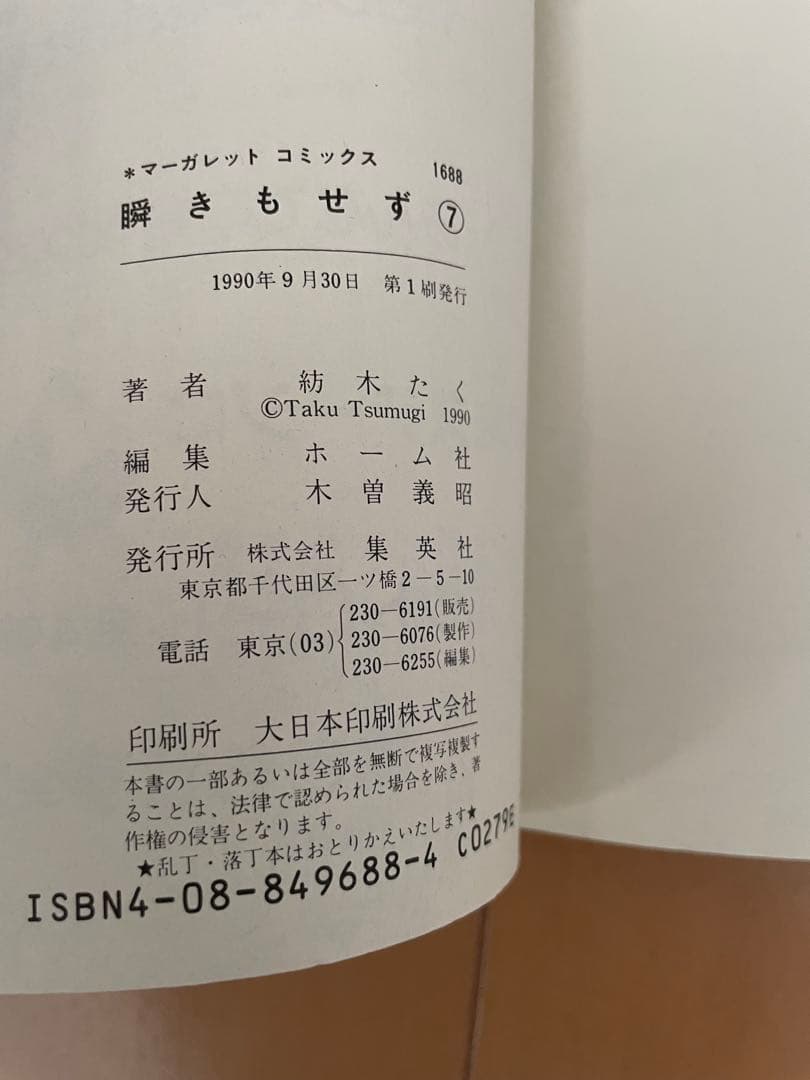 *マーガレット コミックス 1688
瞬きもせず ⑦
1990年9月30日 第1刷発行
著者 紡木たく
©Taku Tsumugi 1990
編集 ホーム社
発行人 木曽義昭
発行所 株式会社 集英社
東京都千代田区一ツ橋2-5-10
電話 東京(03) 230-6191(販売)
230-6076(製作)
230-6255(編集)
印刷所 大日本印刷株式会社
本書の一部あるいは全部を無断で複写複製す
ることは、法律で認められた場合を除き、著
作権の侵害となります。
★乱丁・落丁本はおとりかえいたします★
ISBN4-08-849688-4 C0279E